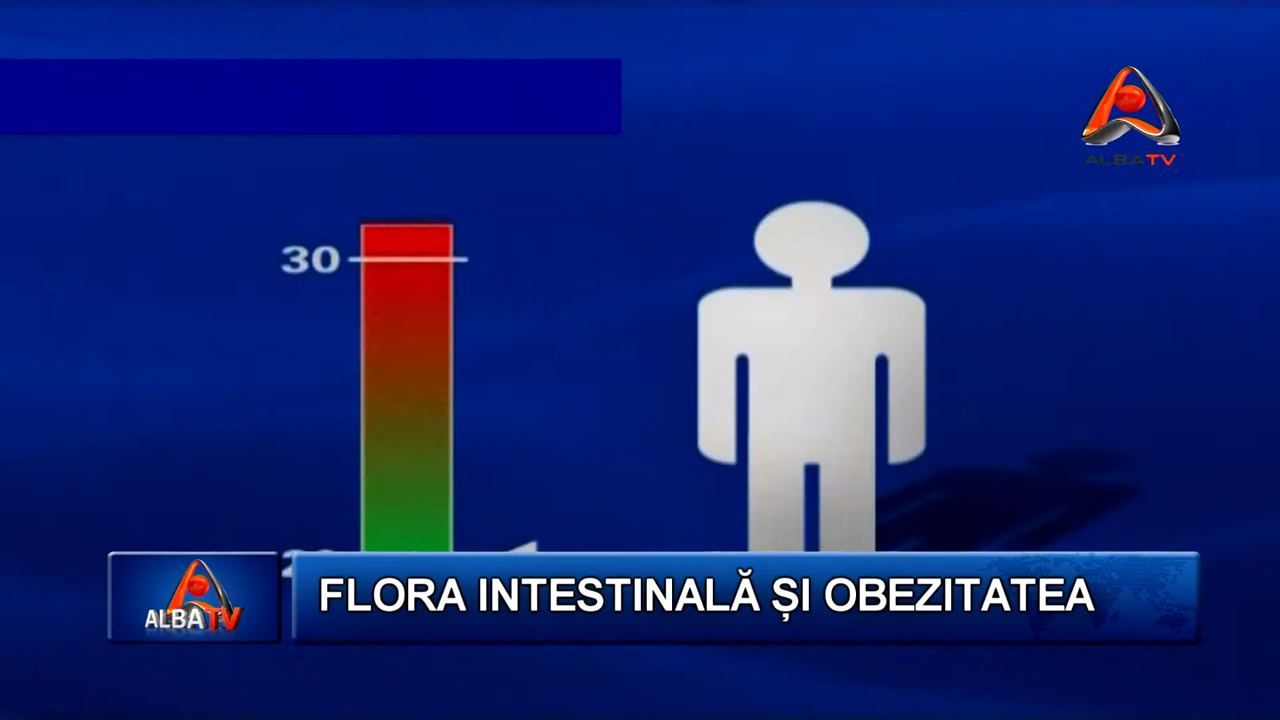 ALBATV
30
FLORA INTESTINALĂ ȘI OBEZITATEA
ALBATV